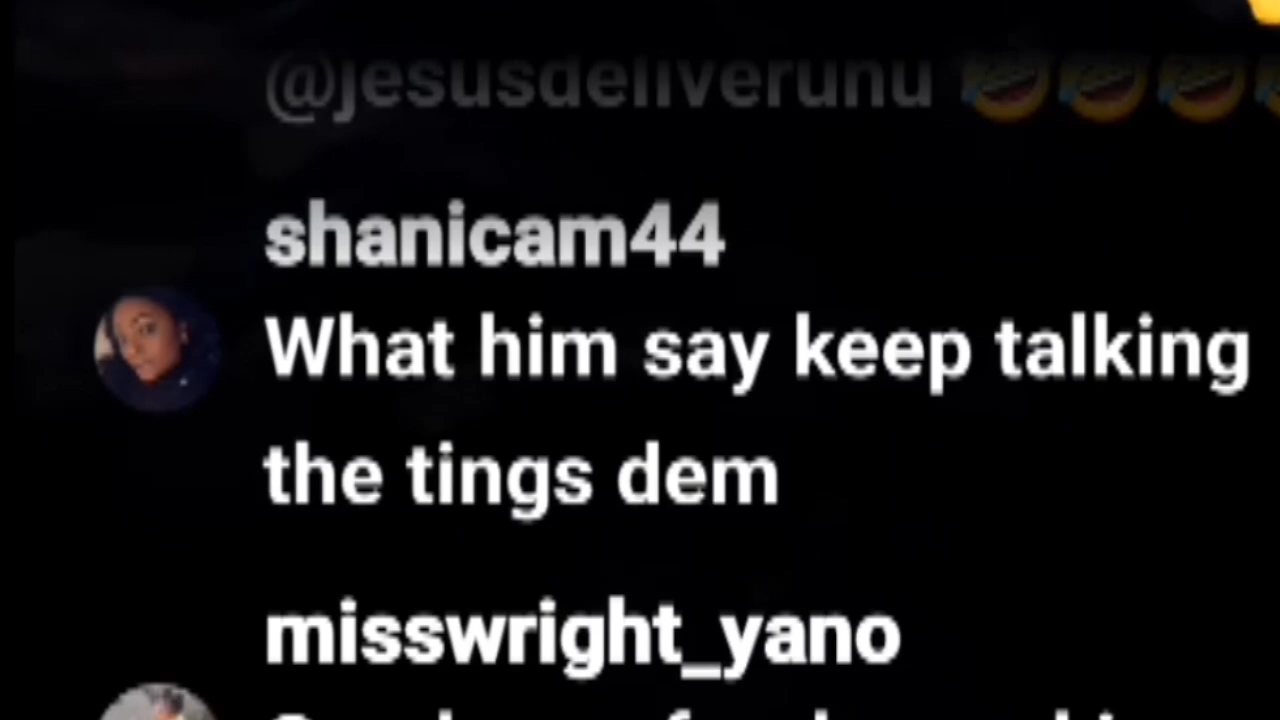 @jesusdeliverunu 🤣🤣🤣
shanicam44
What him say keep talking
the tings dem
misswright_yano